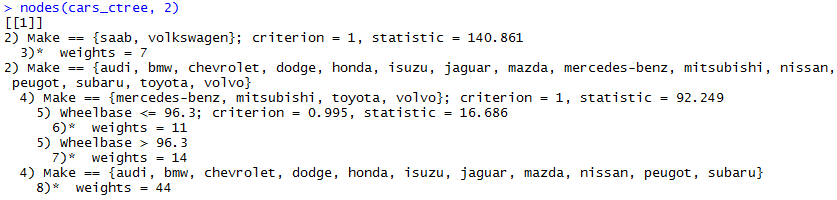 > nodes(cars_ctree, 2)
[[1]]
2) Make == {saab, volkswagen}; criterion = 1, statistic = 140.861
  3)*  weights = 7
2) Make == {audi, bmw, chevrolet, dodge, honda, isuzu, jaguar, mazda, mercedes-benz, mitsubishi, nissan,
 peugot, subaru, toyota, volvo}
  4) Make == {mercedes-benz, mitsubishi, toyota, volvo}; criterion = 1, statistic = 92.249
    5) Wheelbase <= 96.3; criterion = 0.995, statistic = 16.686
      6)*  weights = 11
    5) Wheelbase > 96.3
      7)*  weights = 14
  4) Make == {audi, bmw, chevrolet, dodge, honda, isuzu, jaguar, mazda, nissan, peugot, subaru}
    8)*  weights = 44